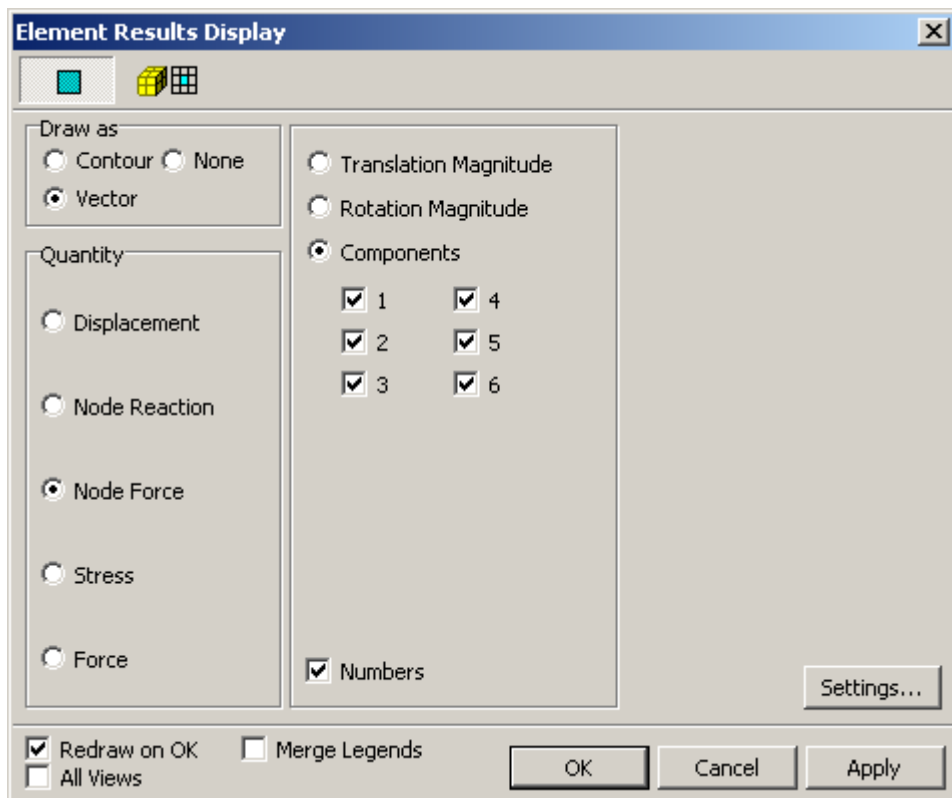 Element Results Display
Draw as
Contour None
Vector
Quantity
Displacement
Node Reaction
Node Force
Stress
Force
Translation Magnitude
Rotation Magnitude
Components
1 4
2 5
3 6
Numbers
Settings...
Redraw on OK Merge Legends
All Views
OK Cancel Apply